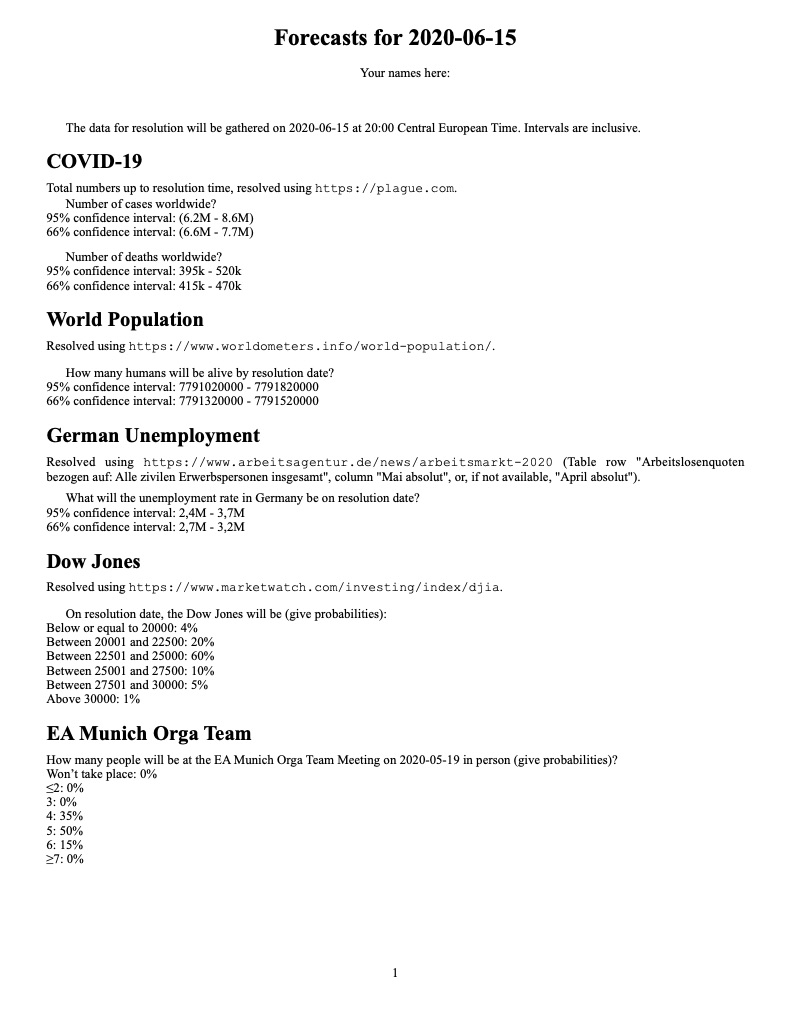 Forecasts for 2020-06-15
Your names here:
The data for resolution will be gathered on 2020-06-15 at 20:00 Central European Time. Intervals are inclusive.
COVID-19
Total numbers up to resolution time, resolved using https://plague.com.
Number of cases worldwide?
95% confidence interval: (6.2M - 8.6M)
66% confidence interval: (6.6M - 7.7M)
Number of deaths worldwide?
95% confidence interval: 395k - 520k
66% confidence interval: 415k - 470k
World Population
Resolved using https://www.worldometers.info/world-population/.
How many humans will be alive by resolution date?
95% confidence interval: 7791020000 - 7791820000
66% confidence interval: 7791320000 - 7791520000
German Unemployment
Resolved using https://www.arbeitsagentur.de/news/arbeitsmarkt-2020 (Table row "Arbeitslosenquoten
bezogen auf: Alle zivilen Erwerbspersonen insgesamt", column "Mai absolut", or, if not available, "April absolut").
What will the unemployment rate in Germany be on resolution date?
95% confidence interval: 2,4M - 3,7M
66% confidence interval: 2,7M - 3,2M
Dow Jones
Resolved using https://www.marketwatch.com/investing/index/djia.
On resolution date, the Dow Jones will be (give probabilities):
Below or equal to 20000: 4%
Between 20001 and 22500: 20%
Between 22501 and 25000: 60%
Between 25001 and 27500: 10%
Between 27501 and 30000: 5%
Above 30000: 1%
EA Munich Orga Team
How many people will be at the EA Munich Orga Team Meeting on 2020-05-19 in person (give probabilities)?
Won't take place: 0%
≤2: 0%
3: 0%
4: 35%
5: 50%
6: 15%
≥7: 0%
1